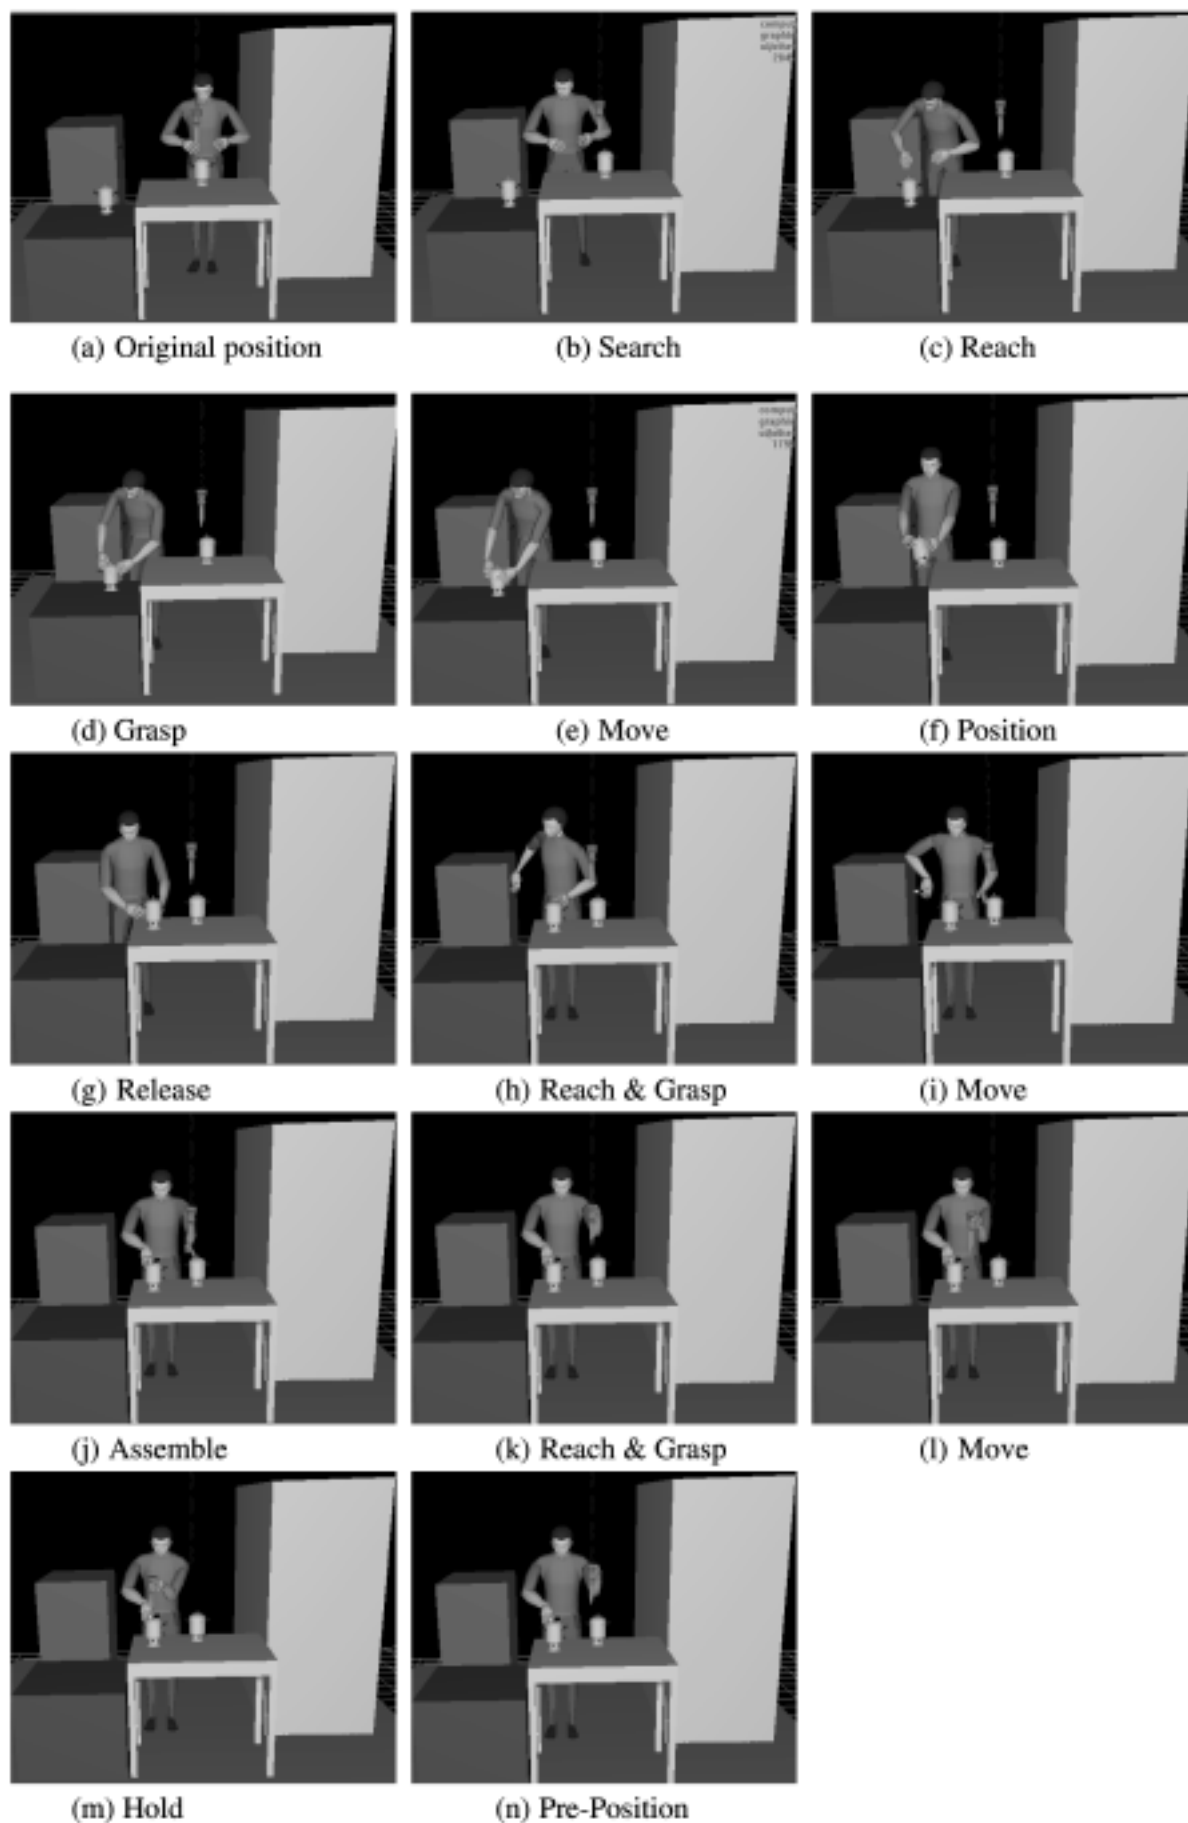 (a) Original position
(b) Search
(c) Reach
(d) Grasp
(e) Move
(f) Position
(g) Release
(h) Reach & Grasp
(i) Move
(j) Assemble
(k) Reach & Grasp
(l) Move
(m) Hold
(n) Pre-Position